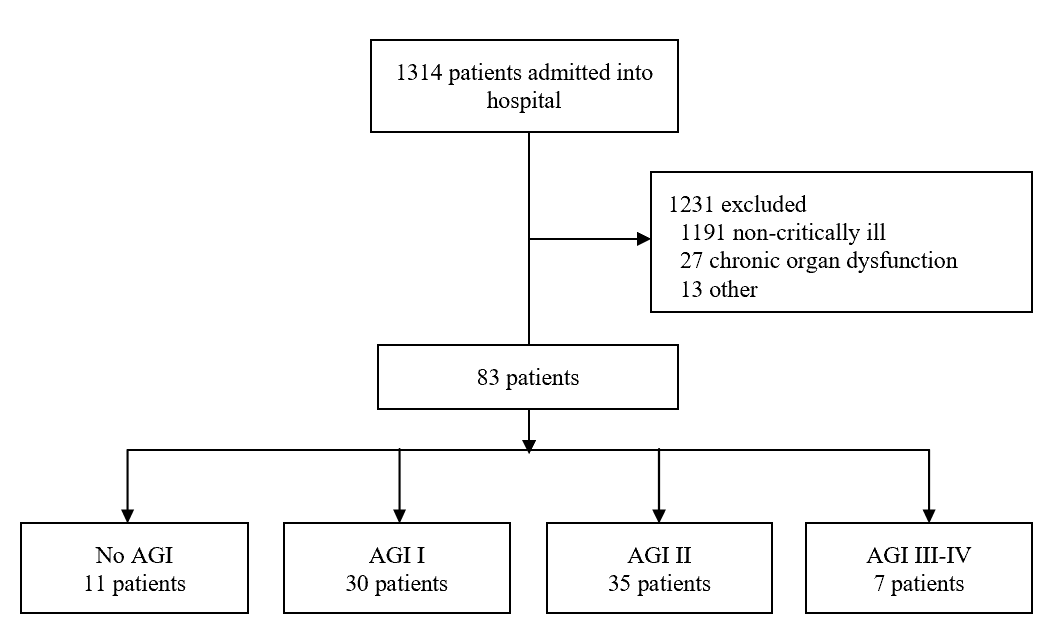 1314 patients admitted into
hospital
1231 excluded
1191 non-critically ill
27 chronic organ dysfunction
13 other
83 patients
No AGI
11 patients
AGI I
30 patients
AGI II
35 patients
AGI III-IV
7 patients